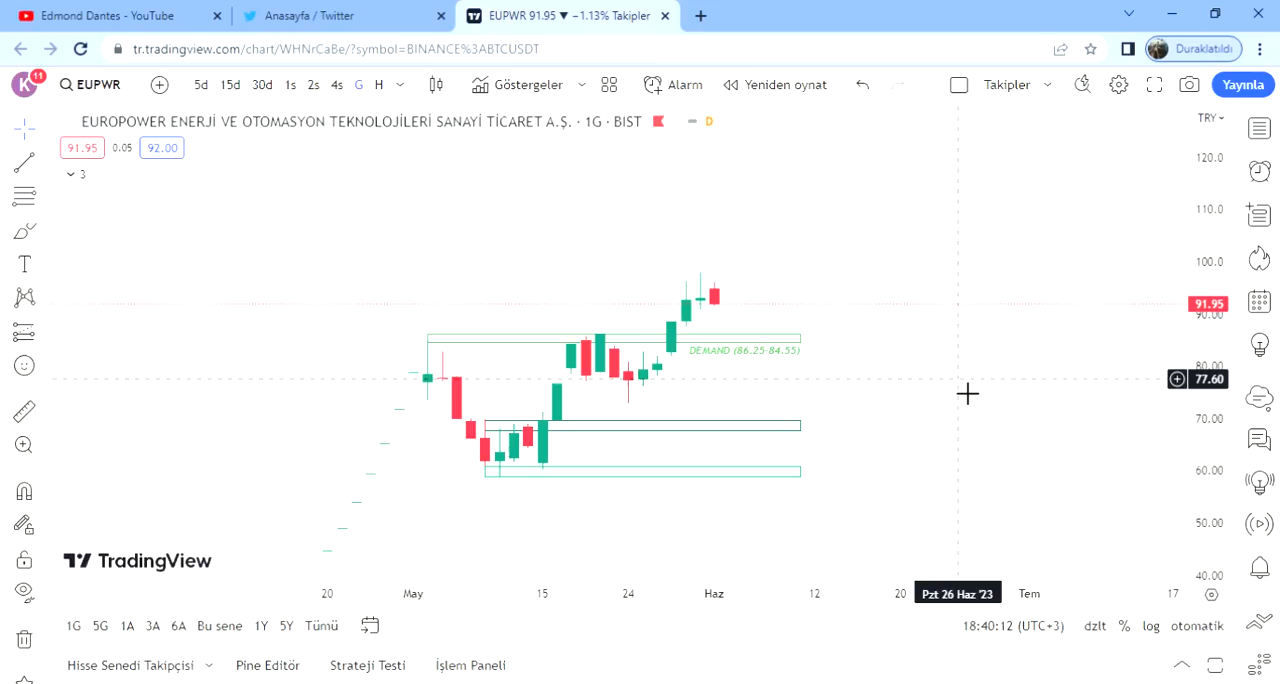 Edmond Dantes - YouTube
Anasayfa / Twitter
EUPWR 91.95 ▼ −1.13% Takipler
tr.tradingview.com/chart/WHNrCaBe/?symbol=BINANCE%3ABTCUSDT
Duraklatıldı
K 11
EUPWR
5d 15d 30d 1s 2s 4s G H
Göstergeler
Alarm
Yeniden oynat
Takipler
Yayınla
EUROPOWER ENERJİ VE OTOMASYON TEKNOLOJİLERİ SANAYİ TİCARET A.Ş. · 1G · BIST
D
TRY
91.95 0.05 92.00
3
120.0
110.0
100.0
91.95
90.00
DEMAND (86.25-84.55)
80.00
77.60
70.00
60.00
50.00
40.00
TradingView
20 May 15 24 Haz 12 20 Pzt 26 Haz '23 Tem 17
1G 5G 1A 3A 6A Bu sene 1Y 5Y Tümü
18:40:12 (UTC+3) dzlt % log otomatik
Hisse Senedi Takipçisi Pine Editör Strateji Testi İşlem Paneli